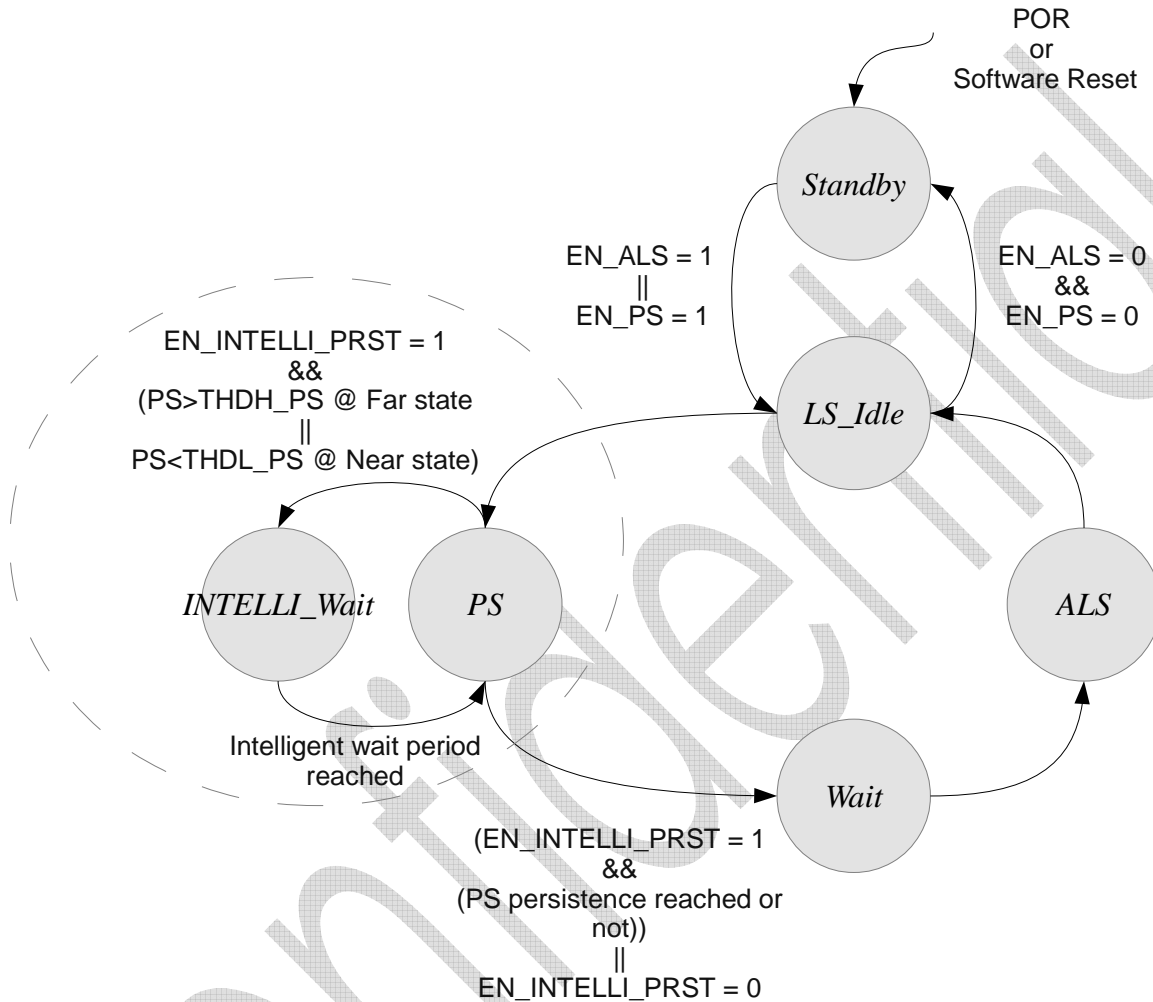 POR
or
Software Reset
Standby
EN_ALS = 1
||
EN_PS = 1
EN_ALS = 0
&&
EN_PS = 0
EN_INTELLI_PRST = 1
&&
(PS>THDH_PS @ Far state
||
PS<THDL_PS @ Near state)
LS_Idle
INTELLI_Wait
PS
ALS
Intelligent wait period
reached
Wait
(EN_INTELLI_PRST = 1
&&
(PS persistence reached or
not))
||
EN_INTELLI_PRST = 0
onfidential